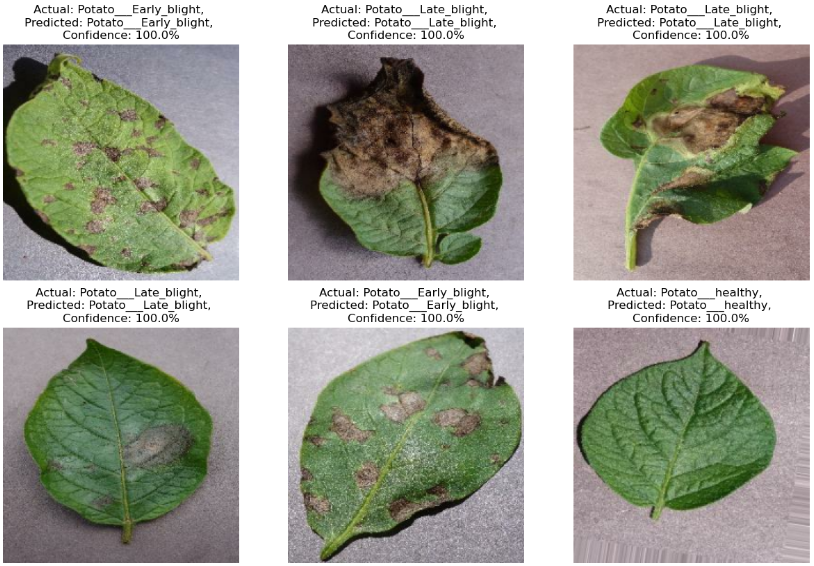 Actual: Potato___Early_blight,
Predicted: Potato___Early_blight,
Confidence: 100.0%
Actual: Potato___Late_blight,
Predicted: Potato___Late_blight,
Confidence: 100.0%
Actual: Potato___Late_blight,
Predicted: Potato___Late_blight,
Confidence: 100.0%
Actual: Potato___Late_blight,
Predicted: Potato___Late_blight,
Confidence: 100.0%
Actual: Potato___Early_blight,
Predicted: Potato___Early_blight,
Confidence: 100.0%
Actual: Potato___healthy,
Predicted: Potato___healthy,
Confidence: 100.0%